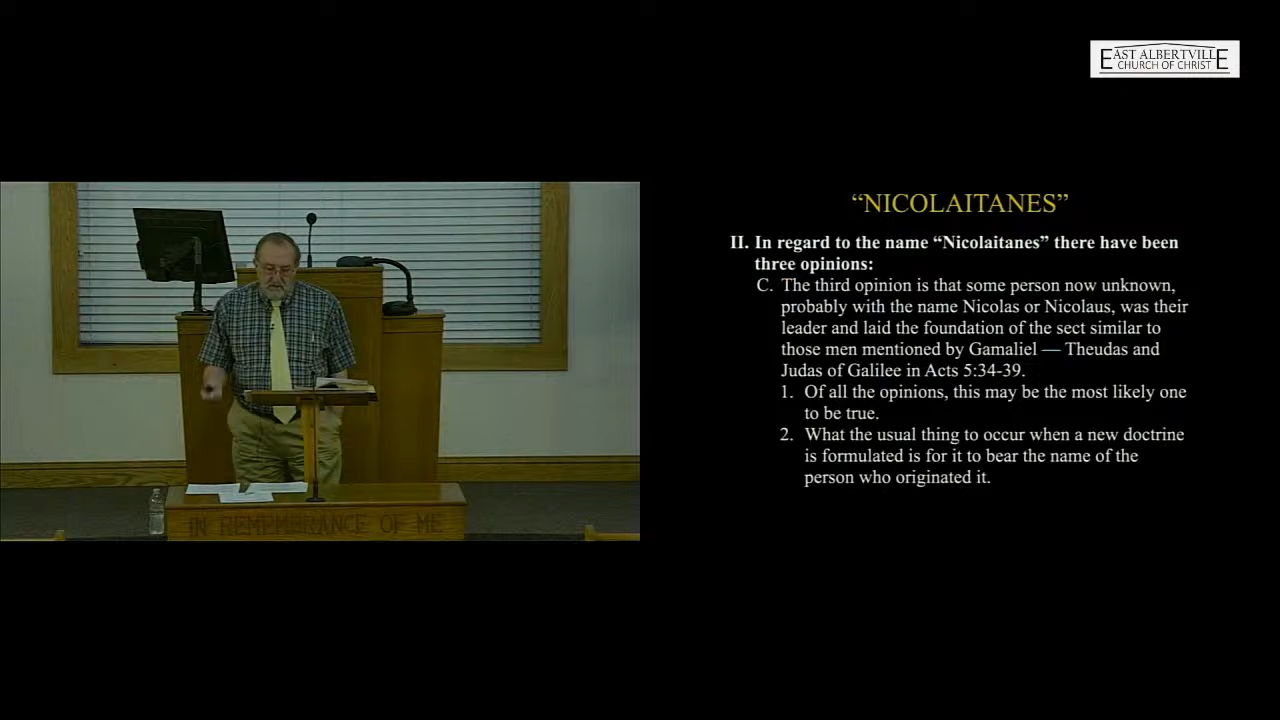 EAST ALBERTVILLE
CHURCH OF CHRIST
“NICOLAITANES”
II. In regard to the name “Nicolaitanes” there have been
three opinions:
C. The third opinion is that some person now unknown,
probably with the name Nicolas or Nicolaus, was their
leader and laid the foundation of the sect similar to
those men mentioned by Gamaliel — Theudas and
Judas of Galilee in Acts 5:34-39.
1. Of all the opinions, this may be the most likely one
to be true.
2. What the usual thing to occur when a new doctrine
is formulated is for it to bear the name of the
person who originated it.
IN REMEMBRANCE OF ME